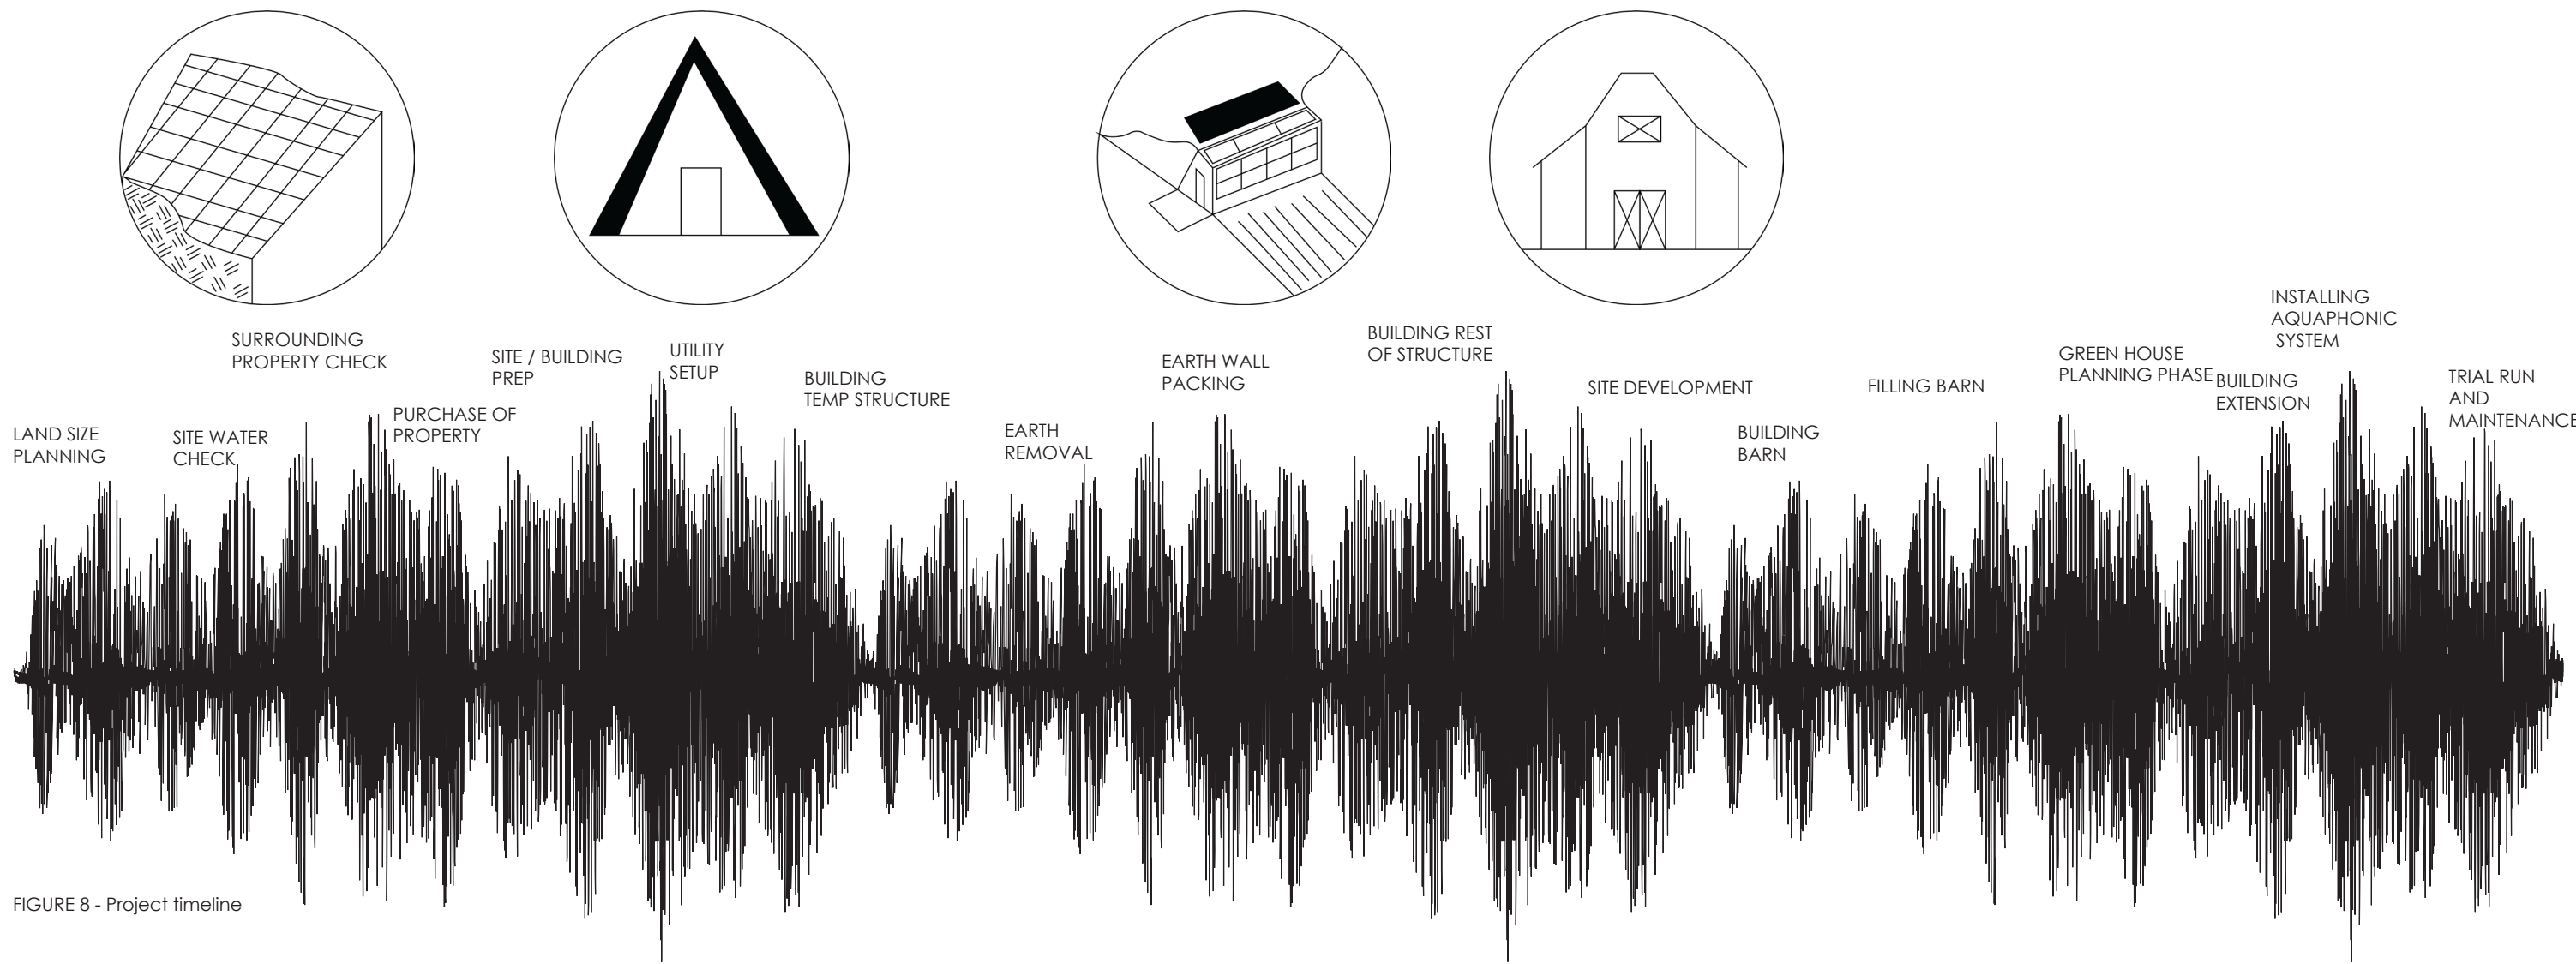 LAND SIZE
PLANNING
SITE WATER
CHECK
SURROUNDING
PROPERTY CHECK
PURCHASE OF
PROPERTY
SITE / BUILDING
PREP
UTILITY
SETUP
BUILDING
TEMP STRUCTURE
EARTH
REMOVAL
EARTH WALL
PACKING
BUILDING REST
OF STRUCTURE
SITE DEVELOPMENT
BUILDING
BARN
FILLING BARN
GREEN HOUSE
PLANNING PHASE
BUILDING
EXTENSION
INSTALLING
AQUAPHONIC
SYSTEM
TRIAL RUN
AND
MAINTENANCE
FIGURE 8 - Project timeline